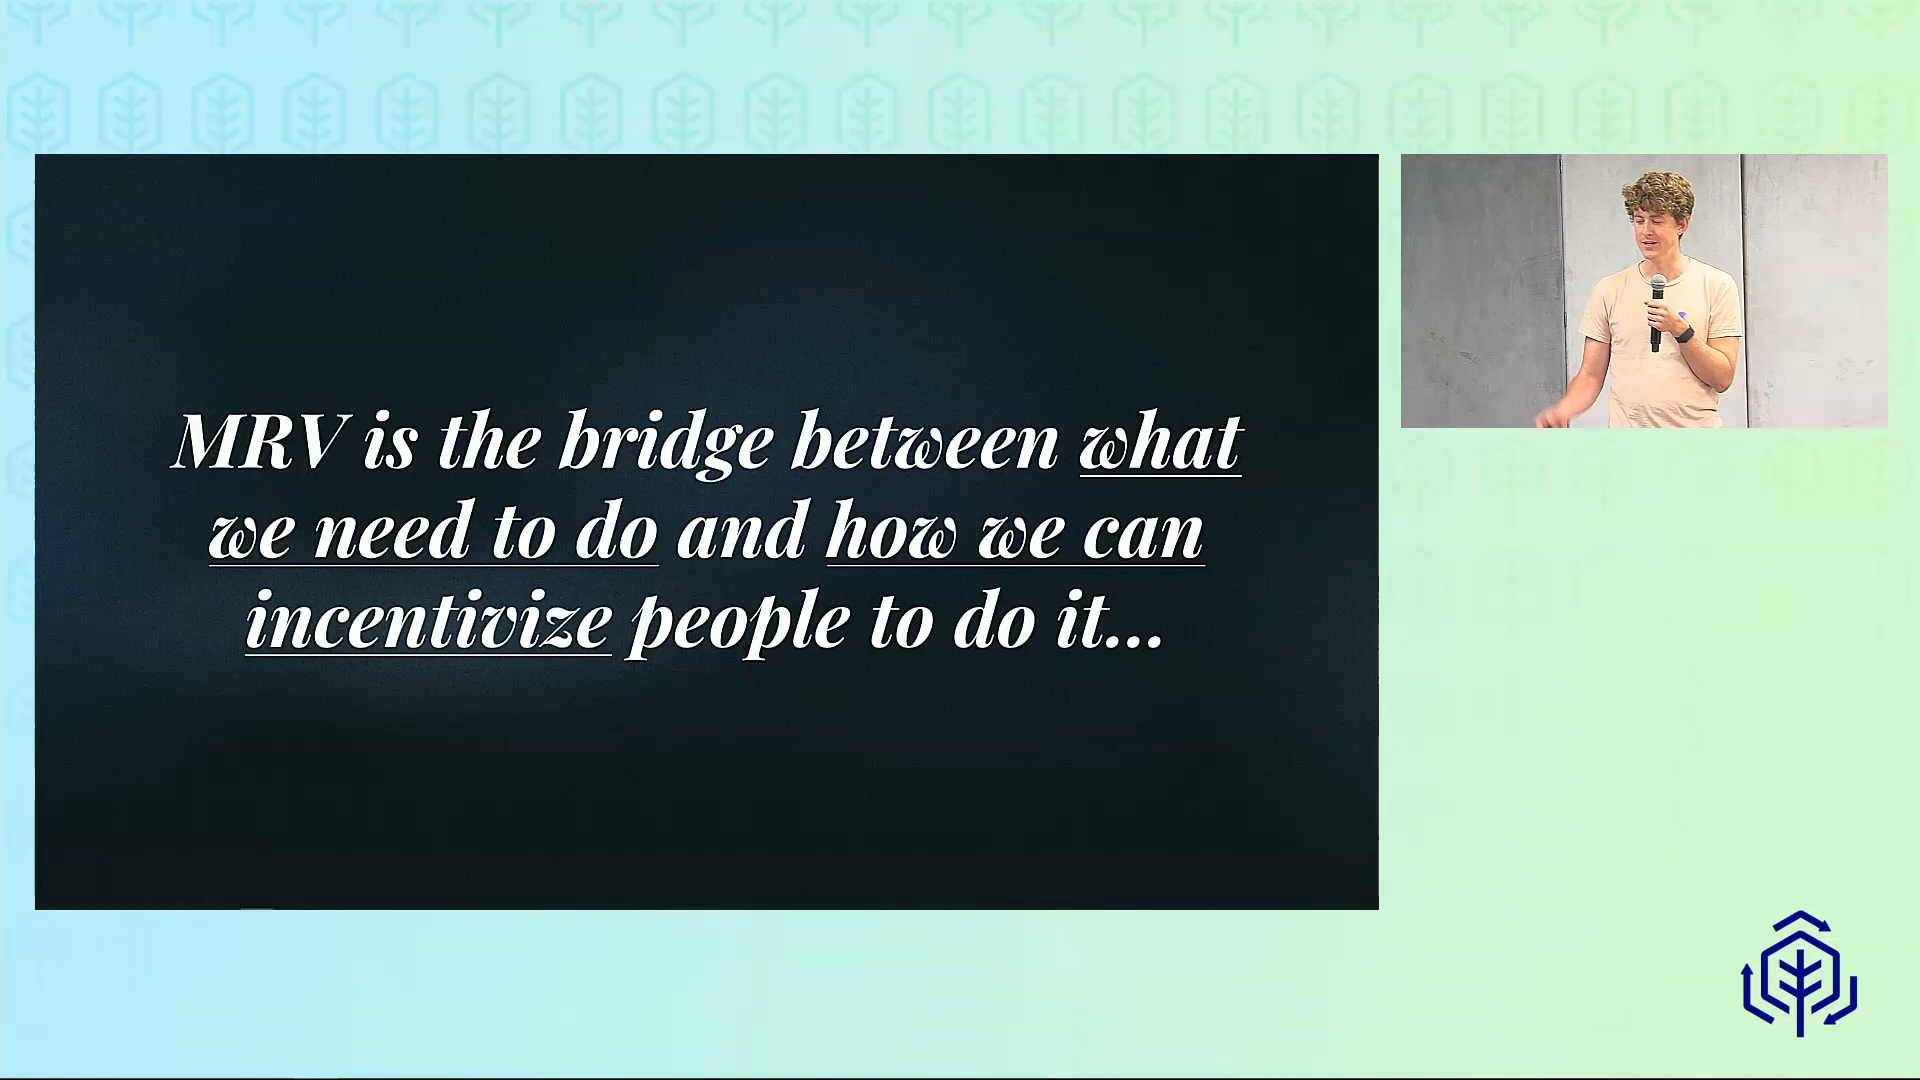 MRV is the bridge between what
we need to do and how we can
incentivize people to do it...